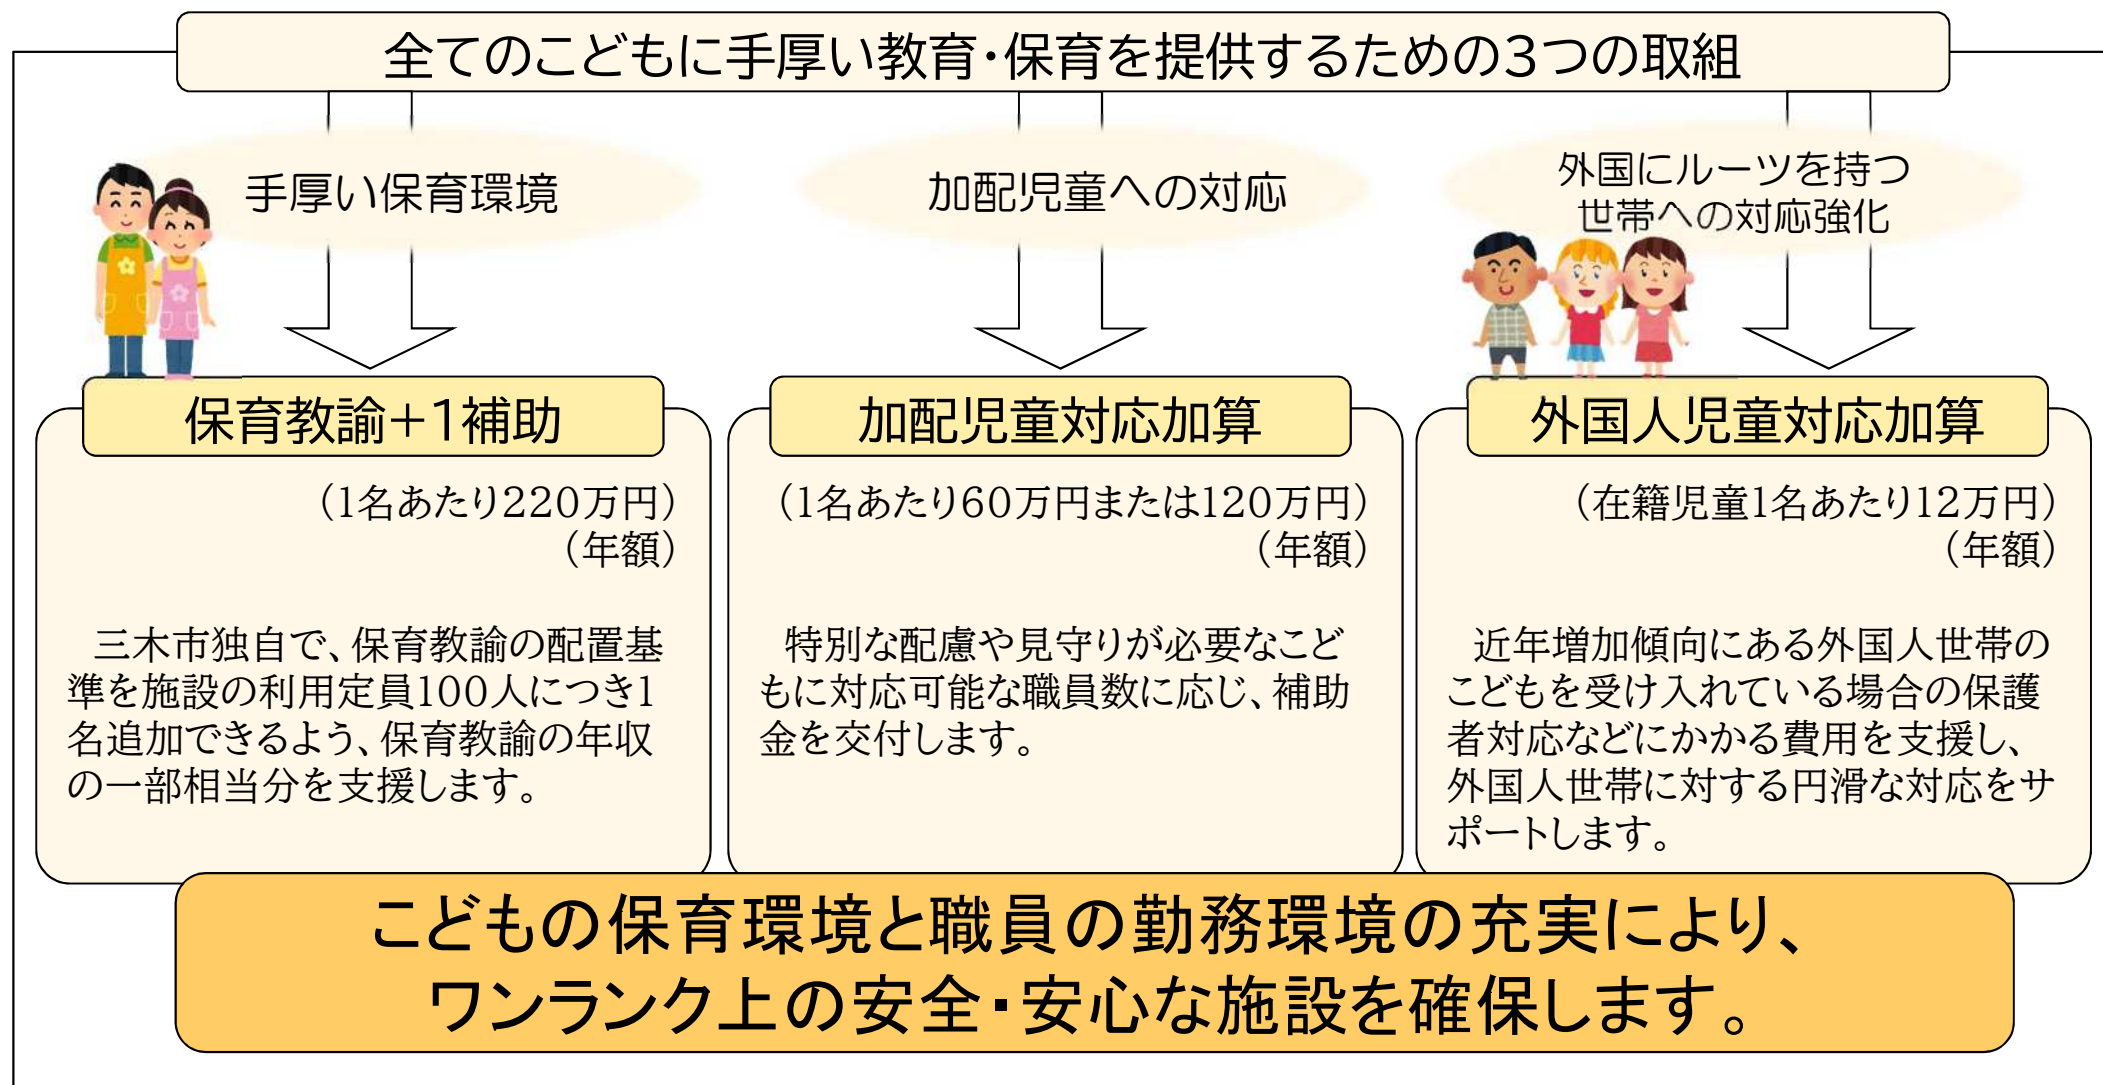 全てのこどもに手厚い教育・保育を提供するための3つの取組
手厚い保育環境
加配児童への対応
外国にルーツを持つ
世帯への対応強化
保育教諭+1補助
(1名あたり220万円)
(年額)
三木市独自で、保育教諭の配置基
準を施設の利用定員100人につき1
名追加できるよう、保育教諭の年収
の一部相当分を支援します。
加配児童対応加算
(1名あたり60万円または120万円)
(年額)
特別な配慮や見守りが必要なこど
もに対応可能な職員数に応じ、補助
金を交付します。
外国人児童対応加算
(在籍児童1名あたり12万円)
(年額)
近年増加傾向にある外国人世帯の
こどもを受け入れている場合の保護
者対応などにかかる費用を支援し、
外国人世帯に対する円滑な対応をサ
ポートします。
こどもの保育環境と職員の勤務環境の充実により、
ワンランク上の安全・安心な施設を確保します。